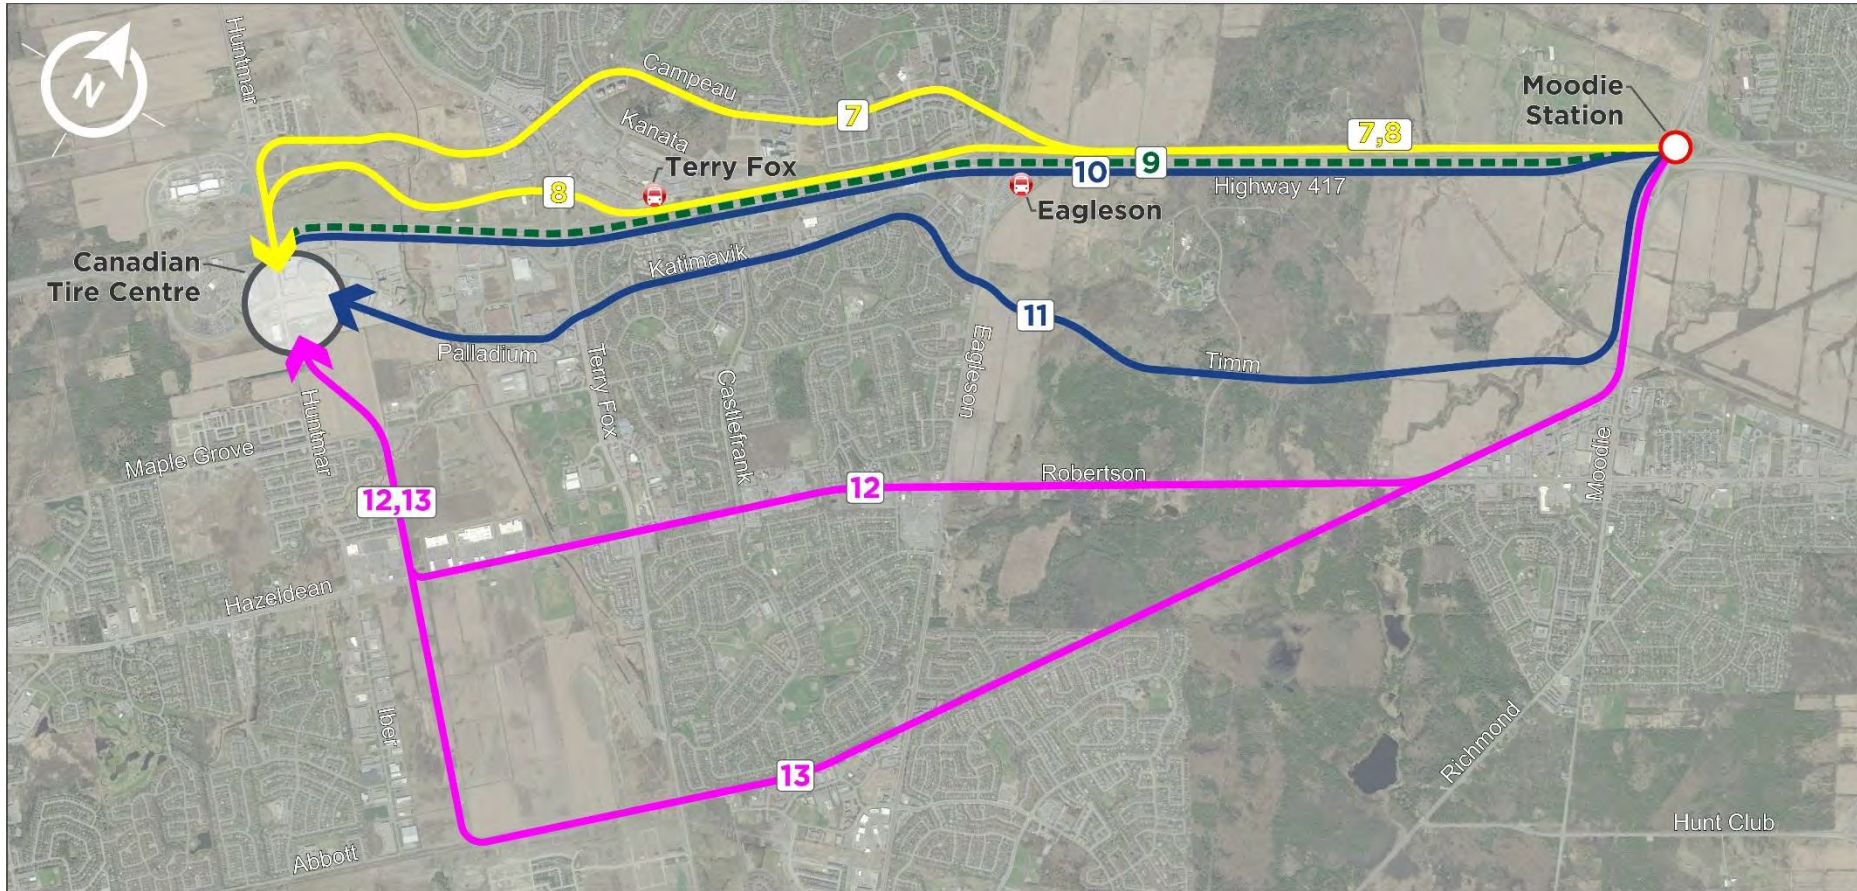 N
Huntmar
Campeau
Kanata
7
7,8
Moodie
Station
Terry Fox
8
10
9
Highway 417
Eagleson
Canadian
Tire Centre
Katimavik
11
Palladium
Terry Fox
Castlefrank
Eagleson
Timm
Huntmar
Maple Grove
12,13
12
Robertson
Moodie
Hazeldean
Iber
13
Richmond
Hunt Club
Abbott